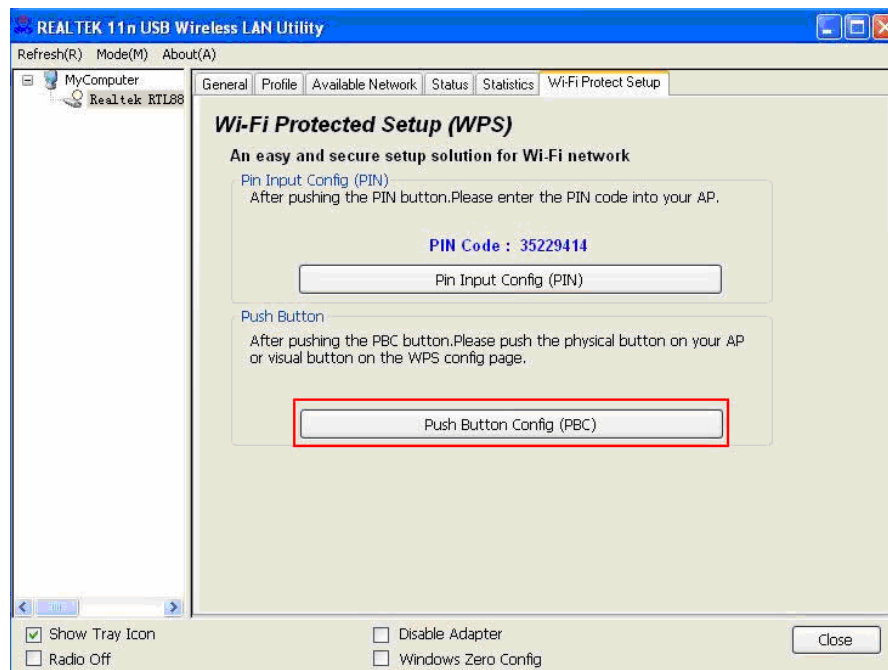 REALTEK 11n USB Wireless LAN Utility
Refresh(R) Mode(M) About(A)
MyComputer
Realtek RTL88
General Profile Available Network Status Statistics Wi-Fi Protect Setup
Wi-Fi Protected Setup (WPS)
An easy and secure setup solution for Wi-Fi network
Pin Input Config (PIN)
After pushing the PIN button.Please enter the PIN code into your AP.
PIN Code : 35229414
Pin Input Config (PIN)
Push Button
After pushing the PBC button.Please push the physical button on your AP
or visual button on the WPS config page.
Push Button Config (PBC)
Show Tray Icon
Radio Off
Disable Adapter
Windows Zero Config
Close